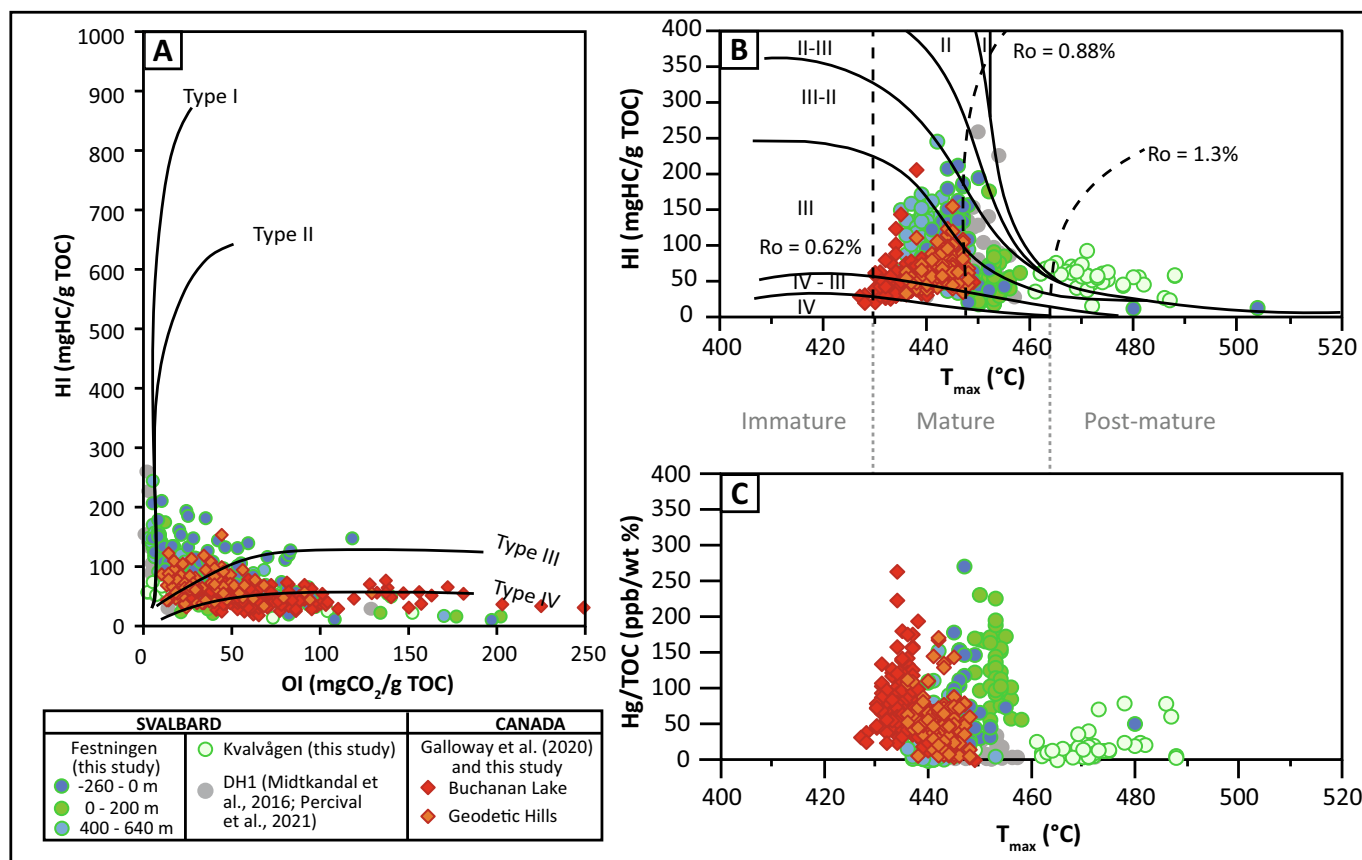 A
1000
900
800
700
600
500
400
300
200
100
0
HI (mgHC/g TOC)
Type I
Type II
Type III
Type IV
0 50 100 150 200 250
OI (mgCO2/g TOC)
B
400
350
300
250
200
150
100
50
0
HI (mgHC/g TOC)
II-III
II
I
Ro = 0.88%
III-II
Ro = 1.3%
III
Ro = 0.62%
IV - III
IV
400 420 440 460 480 500 520
Tmax (°C)
Immature Mature Post-mature
C
400
350
300
250
200
150
100
50
0
Hg/TOC (ppb/wt %)
400 420 440 460 480 500 520
Tmax (°C)
SVALBARD
Festningen
(this study)
-260 - 0 m
0 - 200 m
400 - 640 m
Kvalvågen (this study)
DH1 (Midtkandal
et al., 2016; Percival
et al., 2021)
CANADA
Galloway et al. (2020)
and this study
Buchanan Lake
Geodetic Hills